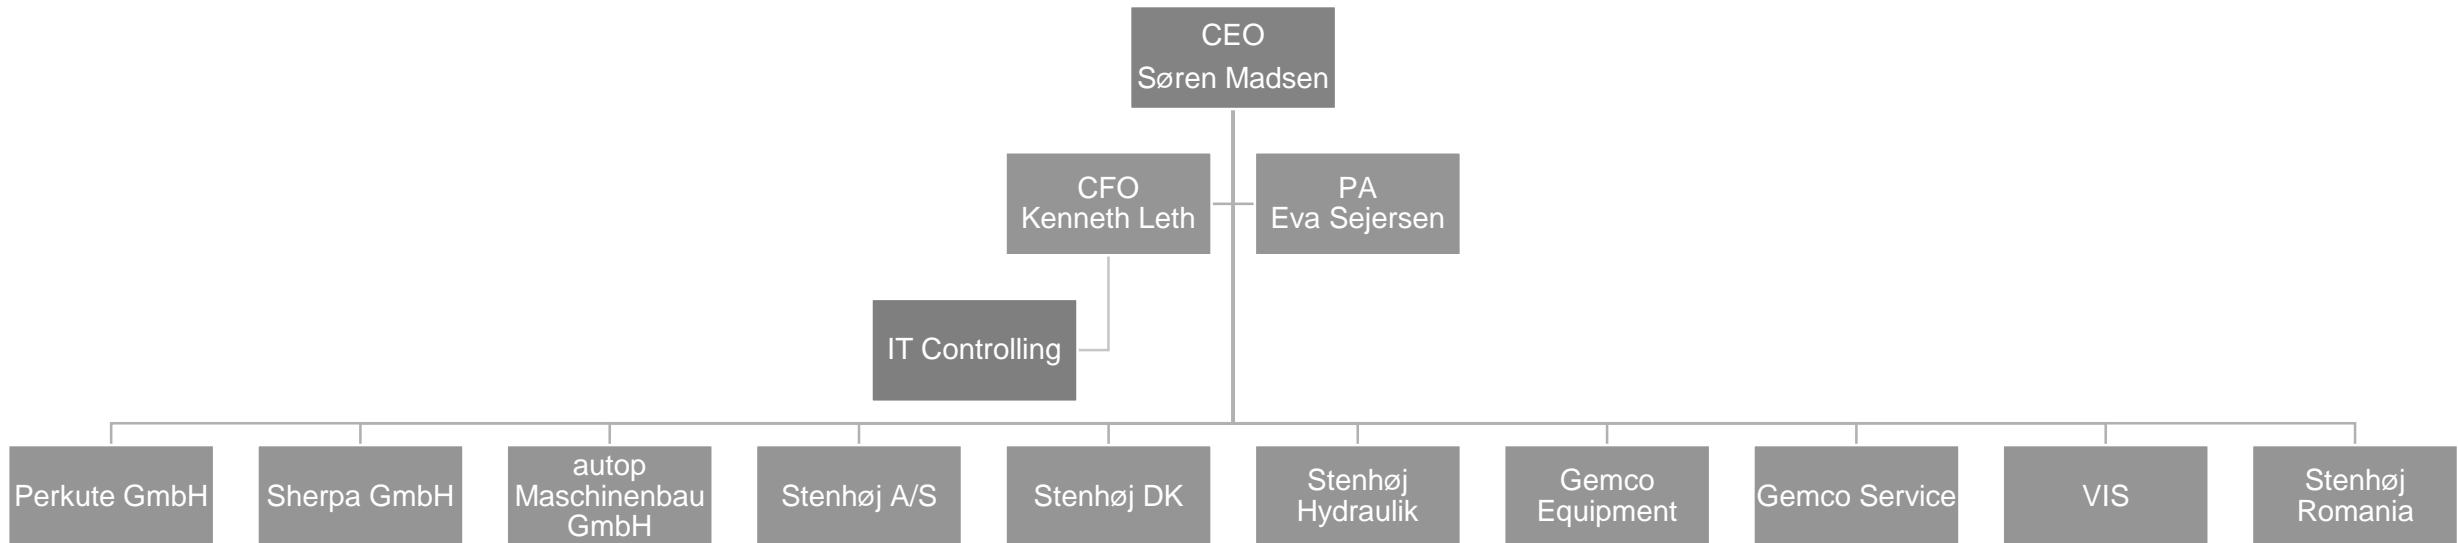 CEO
Søren Madsen
CFO
Kenneth Leth
PA
Eva Sejersen
IT Controlling
Perkute GmbH
Sherpa GmbH
autop
Maschinenbau
GmbH
Stenhøj A/S
Stenhøj DK
Stenhøj
Hydraulik
Gemco
Equipment
Gemco Service
VIS
Stenhøj
Romania